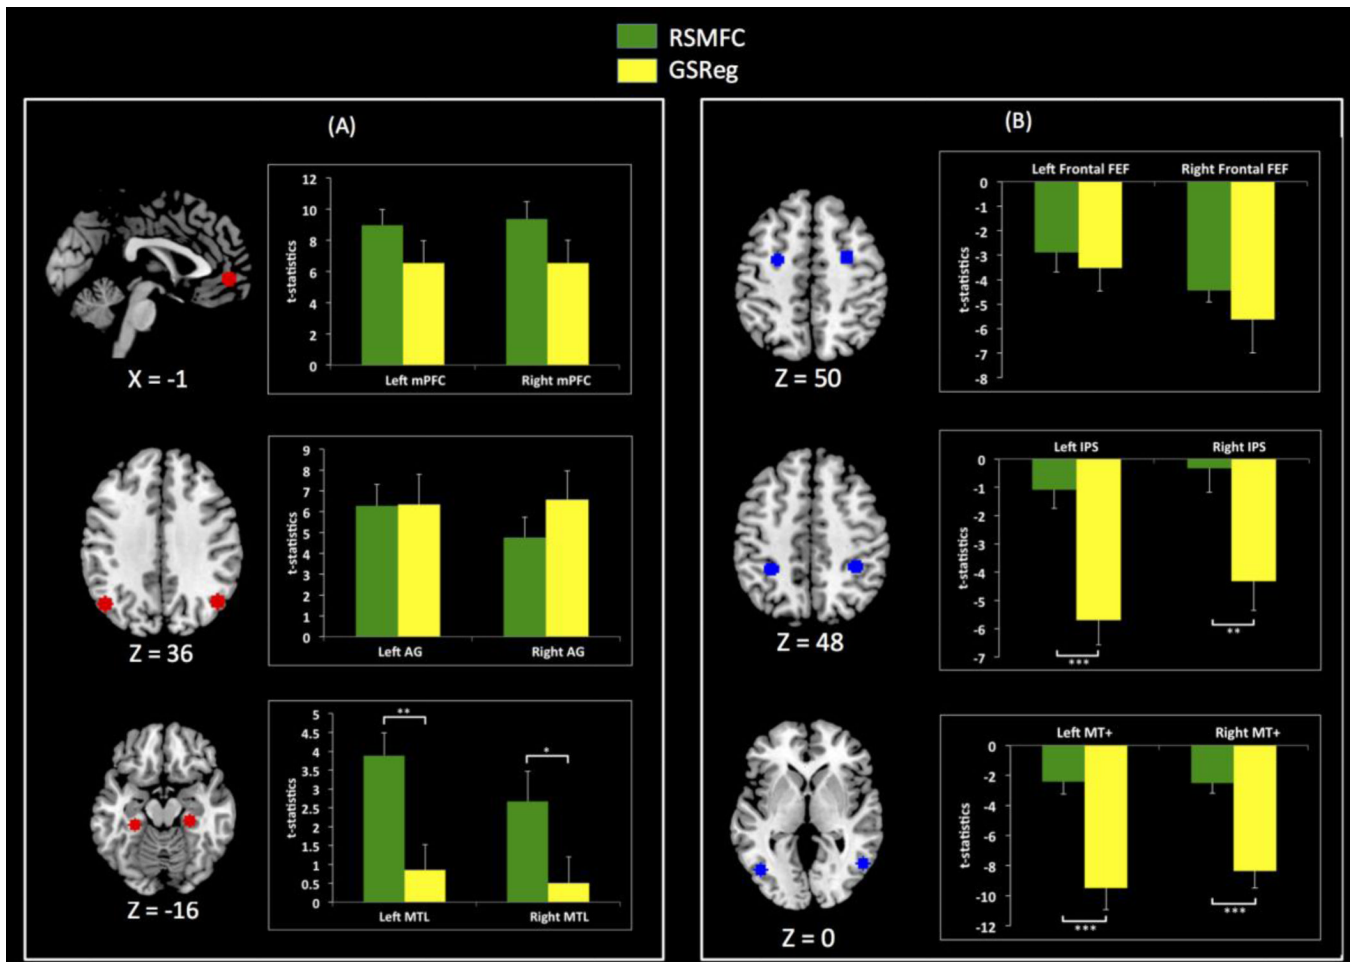 RSMFC
GSReg
(A)
12
10
8
6
4
2
0
t-statistics
Left mPFC Right mPFC
X = -1
9
8
7
6
5
4
3
2
1
0
t-statistics
Left AG Right AG
Z = 36
5
4.5
4
3.5
3
2.5
2
1.5
1
0.5
0
t-statistics
** *
Left MTL Right MTL
Z = -16
(B)
Left Frontal FEF Right Frontal FEF
0
-1
-2
-3
-4
-5
-6
-7
-8
t-statistics
Z = 50
Left IPS Right IPS
0
-1
-2
-3
-4
-5
-6
-7
t-statistics
*** **
Z = 48
Left MT+ Right MT+
0
-2
-4
-6
-8
-10
-12
t-statistics
*** ***
Z = 0